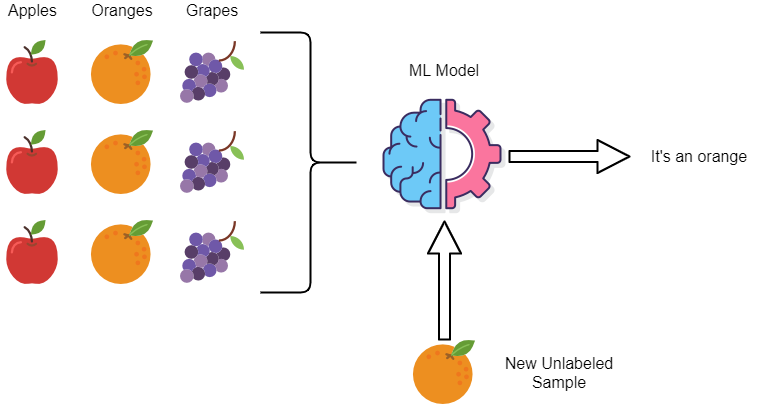 Apples
Oranges
Grapes
ML Model
It's an orange
New Unlabeled
Sample